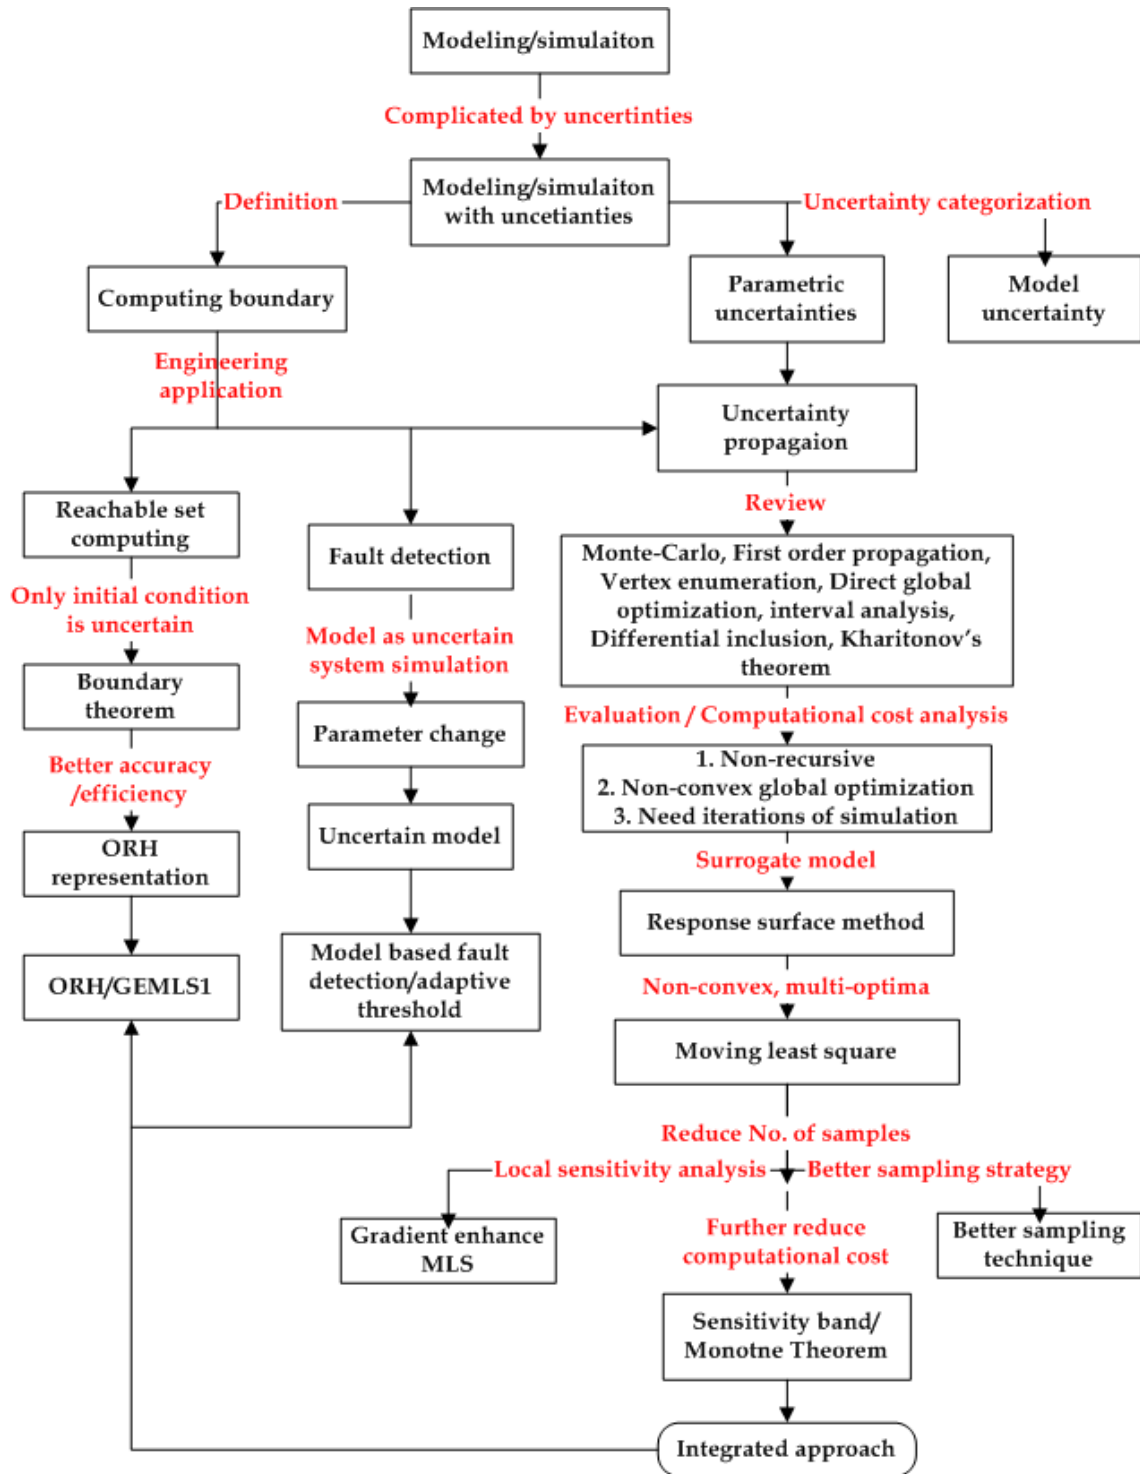 Modeling/simulaiton
Complicated by uncertinties
Modeling/simulaiton
with uncetianties
Definition
Uncertainty categorization
Computing boundary
Parametric
uncertainties
Model
uncertainty
Engineering
application
Uncertainty
propagaion
Reachable set
computing
Fault detection
Review
Monte-Carlo, First order propagation,
Vertex enumeration, Direct global
optimization, interval analysis,
Differential inclusion, Kharitonov's
theorem
Only initial condition
is uncertain
Model as uncertain
system simulation
Boundary
theorem
Parameter change
Evaluation / Computational cost analysis
1. Non-recursive
2. Non-convex global optimization
3. Need iterations of simulation
Better accuracy
/efficiency
Uncertain model
ORH
representation
Surrogate model
Response surface method
Model based fault
detection/adaptive
threshold
ORH/GEMLS1
Non-convex, multi-optima
Moving least square
Reduce No. of samples
Local sensitivity analysis
Better sampling strategy
Gradient enhance
MLS
Further reduce
computational cost
Better sampling
technique
Sensitivity band/
Monotne Theorem
Integrated approach